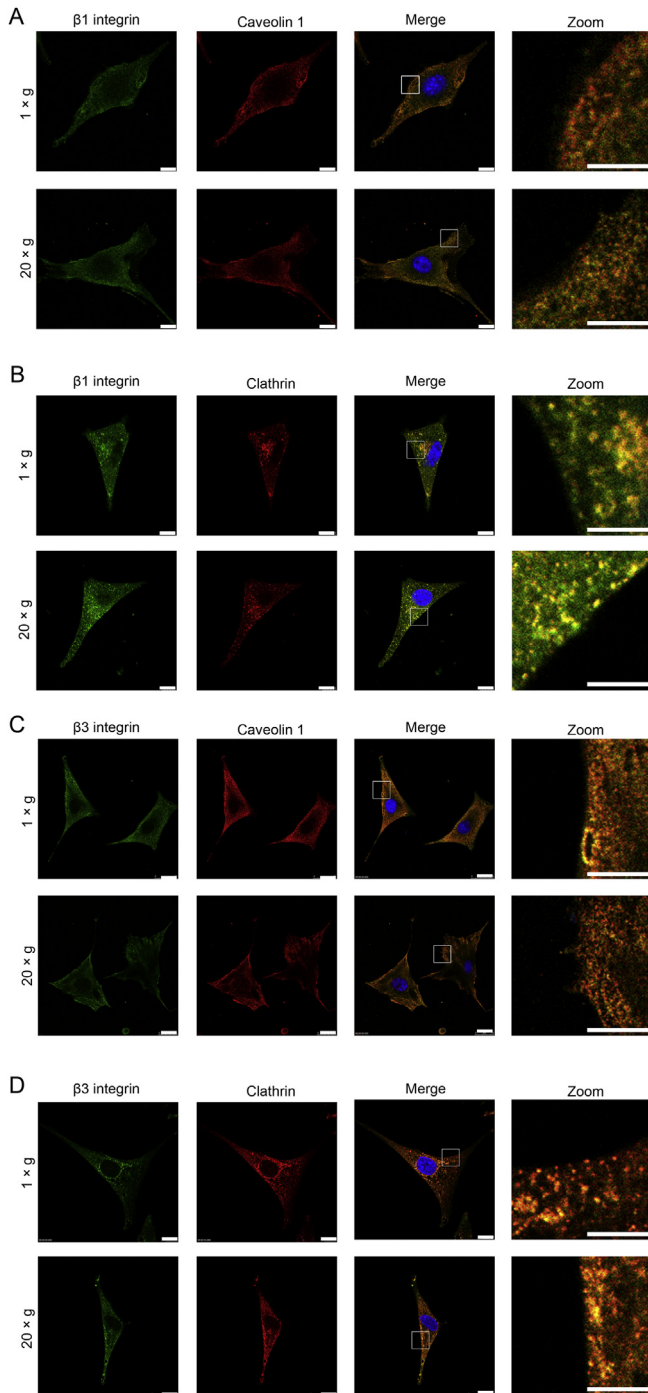 A
β1 integrin Caveolin 1 Merge Zoom
1 × g
20 × g
B
β1 integrin Clathrin Merge Zoom
1 × g
20 × g
C
β3 integrin Caveolin 1 Merge Zoom
1 × g
20 × g
D
β3 integrin Clathrin Merge Zoom
1 × g
20 × g